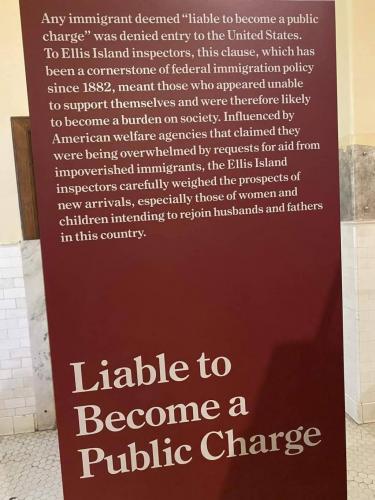 Any immigrant deemed “liable to become a public
charge” was denied entry to the United States.
To Ellis Island inspectors, this clause, which has
been a cornerstone of federal immigration policy
since 1882, meant those who appeared unable
to support themselves and were therefore likely
to become a burden on society. Influenced by
American welfare agencies that claimed they
were being overwhelmed by requests for aid from
impoverished immigrants, the Ellis Island
inspectors carefully weighed the prospects of
new arrivals, especially those of women and
children intending to rejoin husbands and fathers
in this country.
Liable to
Become a
Public Charge